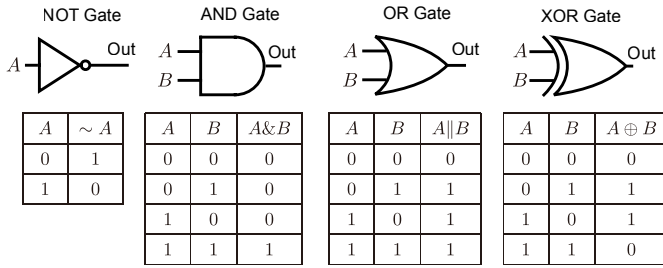 NOT Gate AND Gate OR Gate XOR Gate
A Out A B Out A B Out A B Out
A ∼ A A B A&B A B A∥B A B A ⊕ B
0 1 0 0 0 0 0 0 0 0 0
1 0 0 1 0 0 1 1 0 1 1
1 0 0 1 0 1 1 0 1
1 1 1 1 1 1 1 1 0